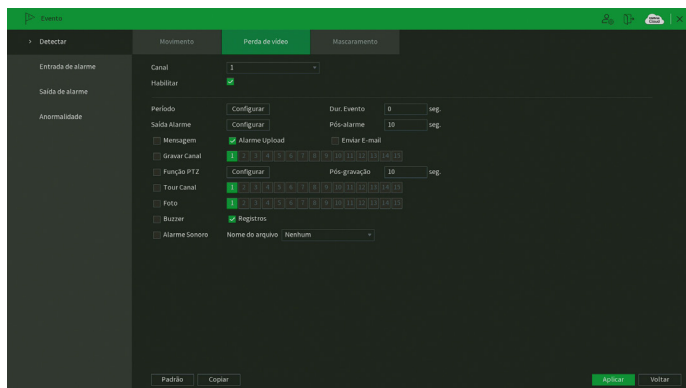 Evento
Detectar
Movimento Perda de vídeo Mascaramento
Entrada de alarme
Saída de alarme
Anormalidade
Canal 1
Habilitar
Período Configurar Dur. Evento 0 seg.
Saída Alarme Configurar Pós-alarme 10 seg.
Mensagem Alarme Upload Enviar E-mail
Gravar Canal 1 2 3 4 5 6 7 8 9 10 11 12 13 14 15
Função PTZ Configurar Pós-gravação 10 seg.
Tour Canal 1 2 3 4 5 6 7 8 9 10 11 12 13 14 15
Foto 1 2 3 4 5 6 7 8 9 10 11 12 13 14 15
Buzzer Registros
Alarme Sonoro Nome do arquivo Nenhum
Padrão Copiar Aplicar Voltar